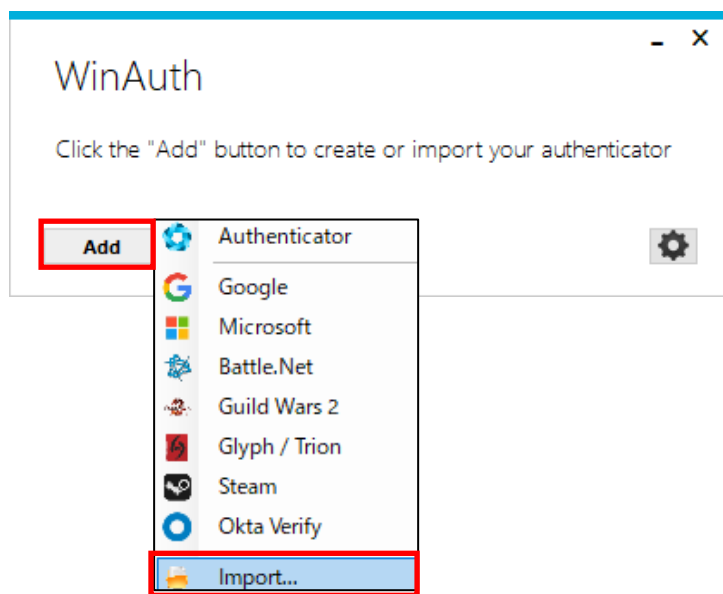 WinAuth
Click the "Add" button to create or import your authenticator
Add
Authenticator
Google
Microsoft
Battle.Net
Guild Wars 2
Glyph / Trion
Steam
Okta Verify
Import...